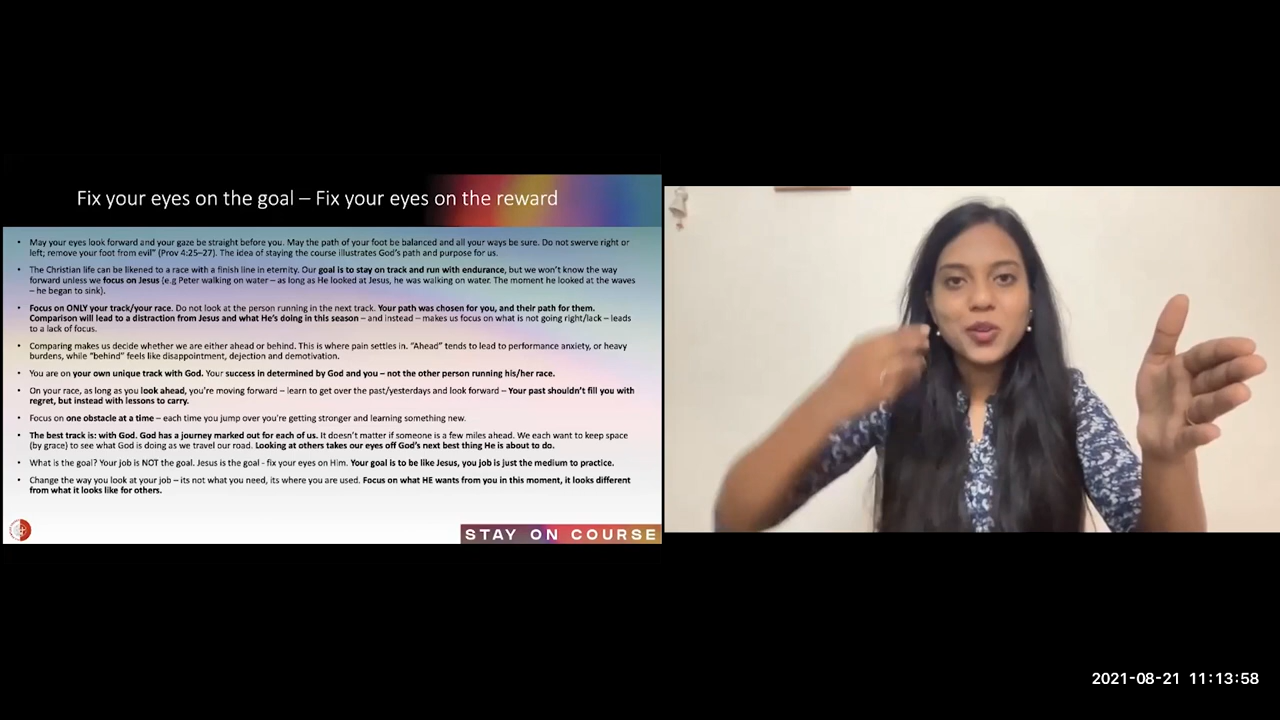 Fix your eyes on the goal – Fix your eyes on the reward
• May your eyes look forward and your gaze be straight before you. May the path of your foot be balanced and all your ways be sure. Do not swerve right or
left; remove your foot from evil” (Prov 4:25–27). The idea of staying the course illustrates God’s path and purpose for us.
• The Christian life can be likened to a race with a finish line in eternity. Our goal is to stay on track and run with endurance, but we won’t know the way
forward unless we focus on Jesus (e.g Peter walking on water – as long as He looked at Jesus, he was walking on water. The moment he looked at the waves
– he began to sink).
• Focus on ONLY your track/your race. Do not look at the person running in the next track. Your path was chosen for you, and their path for them.
Comparison will lead to a distraction from Jesus and what He’s doing in this season – and instead – makes us focus on what is not going right/lack – leads
to a lack of focus.
• Comparing makes us decide whether we are either ahead or behind. This is where pain settles in. “Ahead” tends to lead to performance anxiety, or heavy
burdens, while “behind” feels like disappointment, dejection and demotivation.
• You are on your own unique track with God. Your success in determined by God and you – not the other person running his/her race.
• On your race, as long as you look ahead, you’re moving forward – learn to get over the past/yesterdays and look forward – Your past shouldn’t fill you with
regret, but instead with lessons to carry.
• Focus on one obstacle at a time – each time you jump over you’re getting stronger and learning something new.
• The best track is: with God. God has a journey marked out for each of us. It doesn’t matter if someone is a few miles ahead. We each want to keep space
(by grace) to see what God is doing as we travel our road. Looking at others takes our eyes off God’s next best thing He is about to do.
• What is the goal? Your job is NOT the goal. Jesus is the goal - fix your eyes on Him. Your goal is to be like Jesus, you job is just the medium to practice.
• Change the way you look at your job – its not what you need, its where you are used. Focus on what HE wants from you in this moment, it looks different
from what it looks like for others.
STAY ON COURSE
2021-08-21 11:13:58